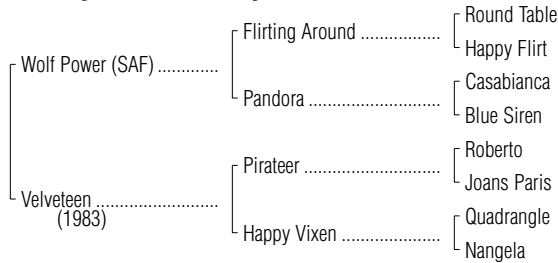 Round Table
Flirting Around ..................
Happy Flirt
Wolf Power (SAF) .............
Casabianca
Pandora .............................
Blue Siren
Roberto
Pirateer ..............................
Joans Paris
Velveteen ..........................
(1983)
Quadrangle
Happy Vixen .....................
Nangela